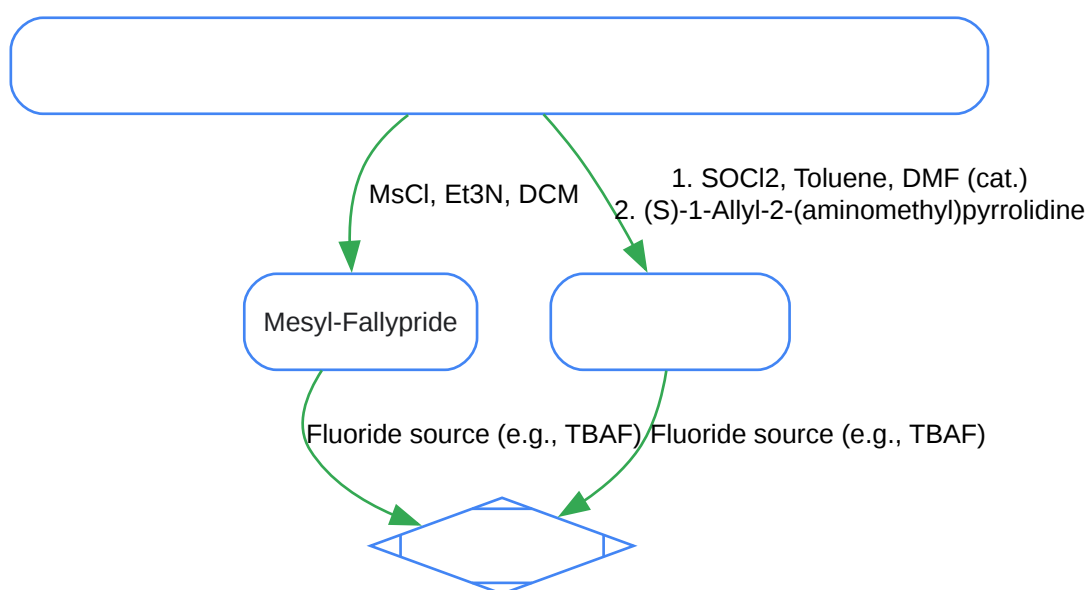 MsCl, Et3N, DCM
1. SOCl2, Toluene, DMF (cat.)
2. (S)-1-Allyl-2-(aminomethyl)pyrrolidine
Mesyl-Fallypride
Fluoride source (e.g., TBAF)
Fluoride source (e.g., TBAF)